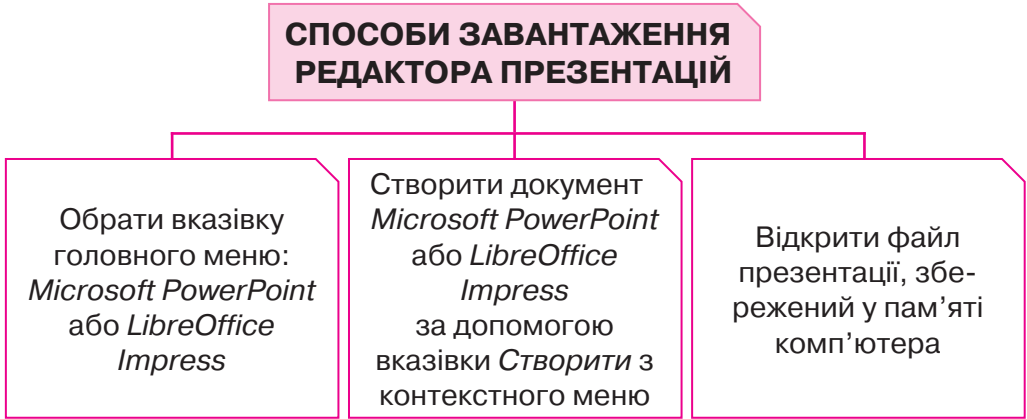 СПОСОБИ ЗАВАНТАЖЕННЯ
РЕДАКТОРА ПРЕЗЕНТАЦІЙ
Обрати вказівку
головного меню:
Microsoft PowerPoint
або LibreOffice
Impress
Створити документ
Microsoft PowerPoint
або LibreOffice
Impress
за допомогою
вказівки Створити з
контекстного меню
Відкрити файл
презентації, збе-
режений у пам’яті
комп’ютера